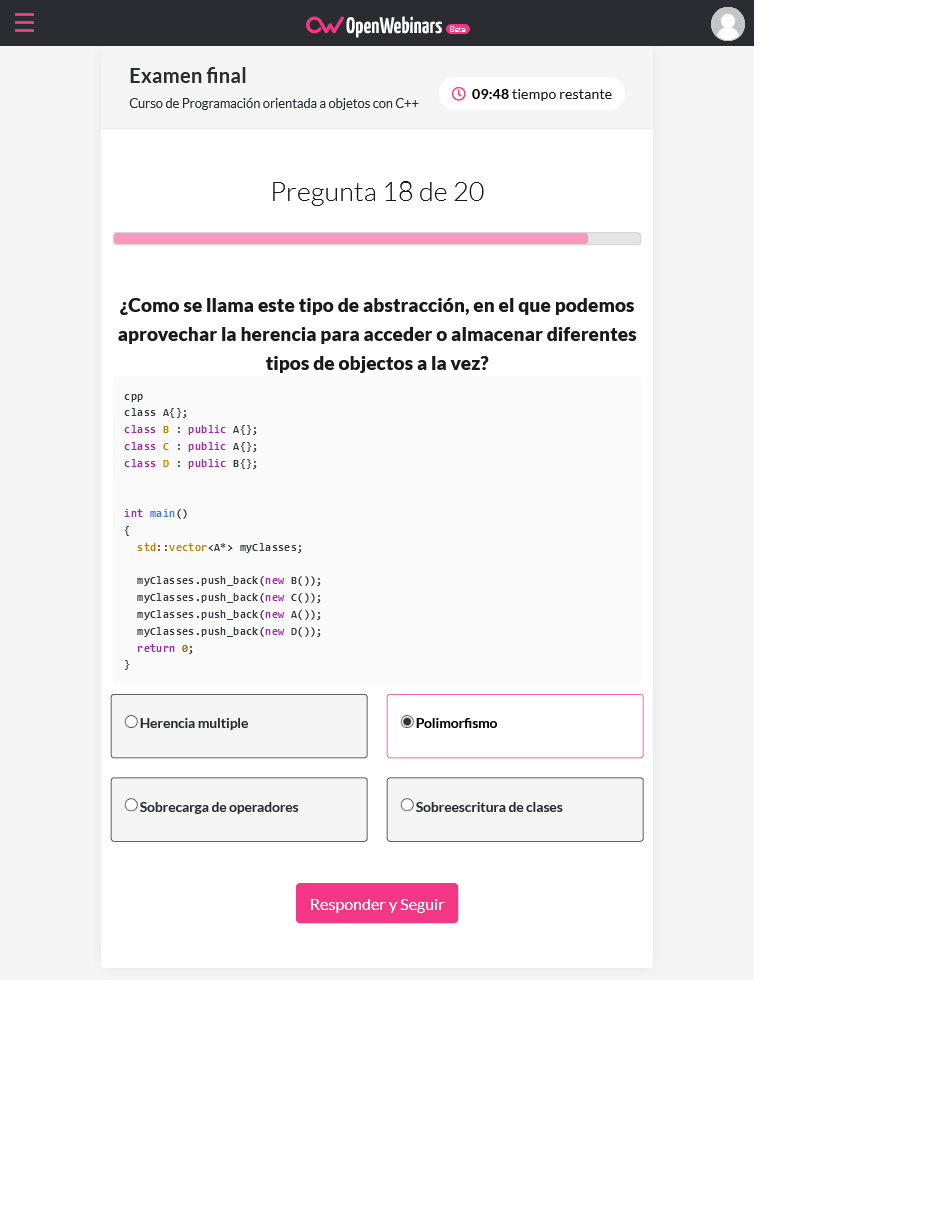 OpenWebinars Beta
Examen final
Curso de Programación orientada a objetos con C++
09:48 tiempo restante
Pregunta 18 de 20
¿Como se llama este tipo de abstracción, en el que podemos
aprovechar la herencia para acceder o almacenar diferentes
tipos de objectos a la vez?
cpp
class A{};
class B : public A{};
class C : public A{};
class D : public B{};
int main()
{
  std::vector<A*> myClasses;
  myClasses.push_back(new B());
  myClasses.push_back(new C());
  myClasses.push_back(new A());
  myClasses.push_back(new D());
  return 0;
}
Herencia multiple
Polimorfismo
Sobrecarga de operadores
Sobreescritura de clases
Responder y Seguir